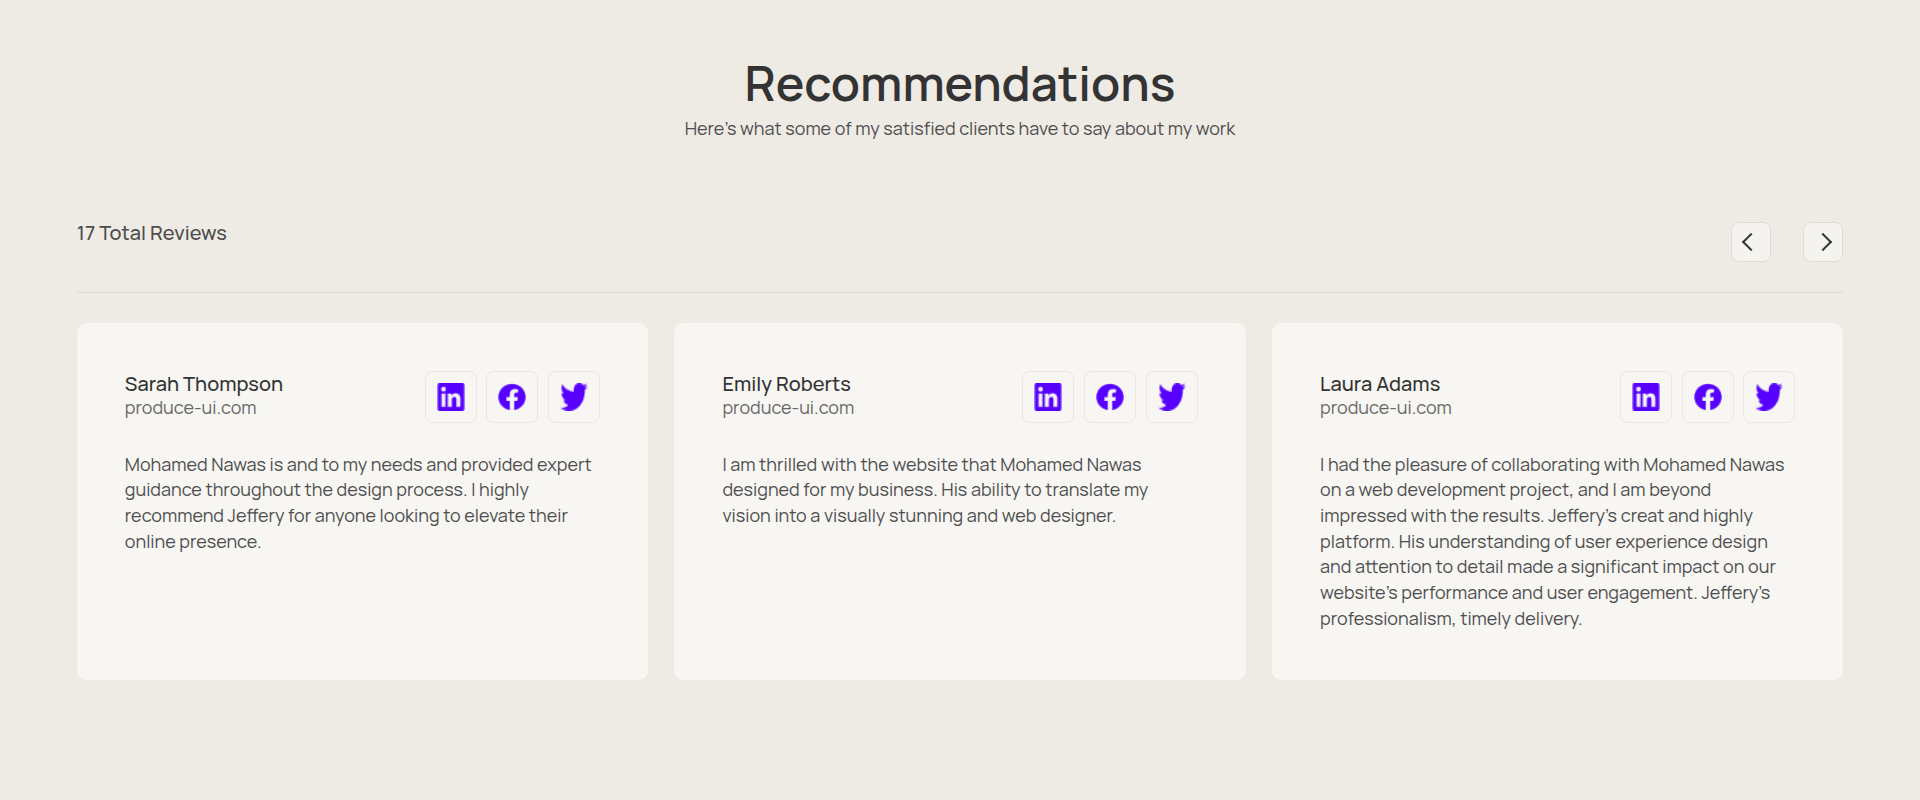 Recommendations
Here's what some of my satisfied clients have to say about my work
17 Total Reviews
Sarah Thompson
produce-ui.com
Mohamed Nawas is and to my needs and provided expert
guidance throughout the design process. I highly
recommend Jeffery for anyone looking to elevate their
online presence.
Emily Roberts
produce-ui.com
I am thrilled with the website that Mohamed Nawas
designed for my business. His ability to translate my
vision into a visually stunning and web designer.
Laura Adams
produce-ui.com
I had the pleasure of collaborating with Mohamed Nawas
on a web development project, and I am beyond
impressed with the results. Jeffery's creat and highly
platform. His understanding of user experience design
and attention to detail made a significant impact on our
website's performance and user engagement. Jeffery's
professionalism, timely delivery.